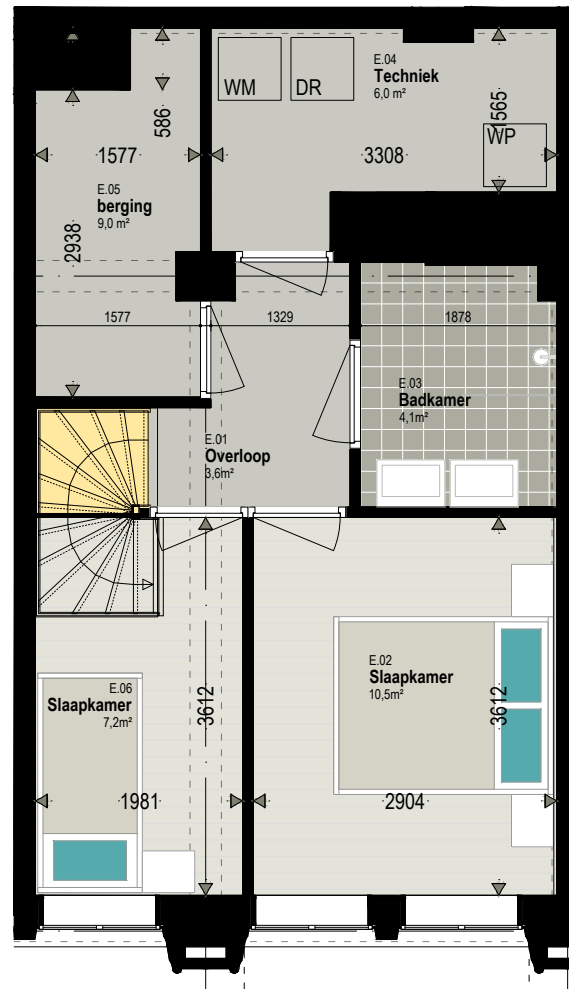 E.04
Techniek
6,0 m²
WM
DR
WP
1565
586
1577
3308
E.05
berging
9,0 m²
2938
1577
1329
1878
E.03
Badkamer
4,1m²
E.01
Overloop
3,6m²
E.02
Slaapkamer
10,5m²
E.06
Slaapkamer
7,2m²
3612
3612
1981
2904